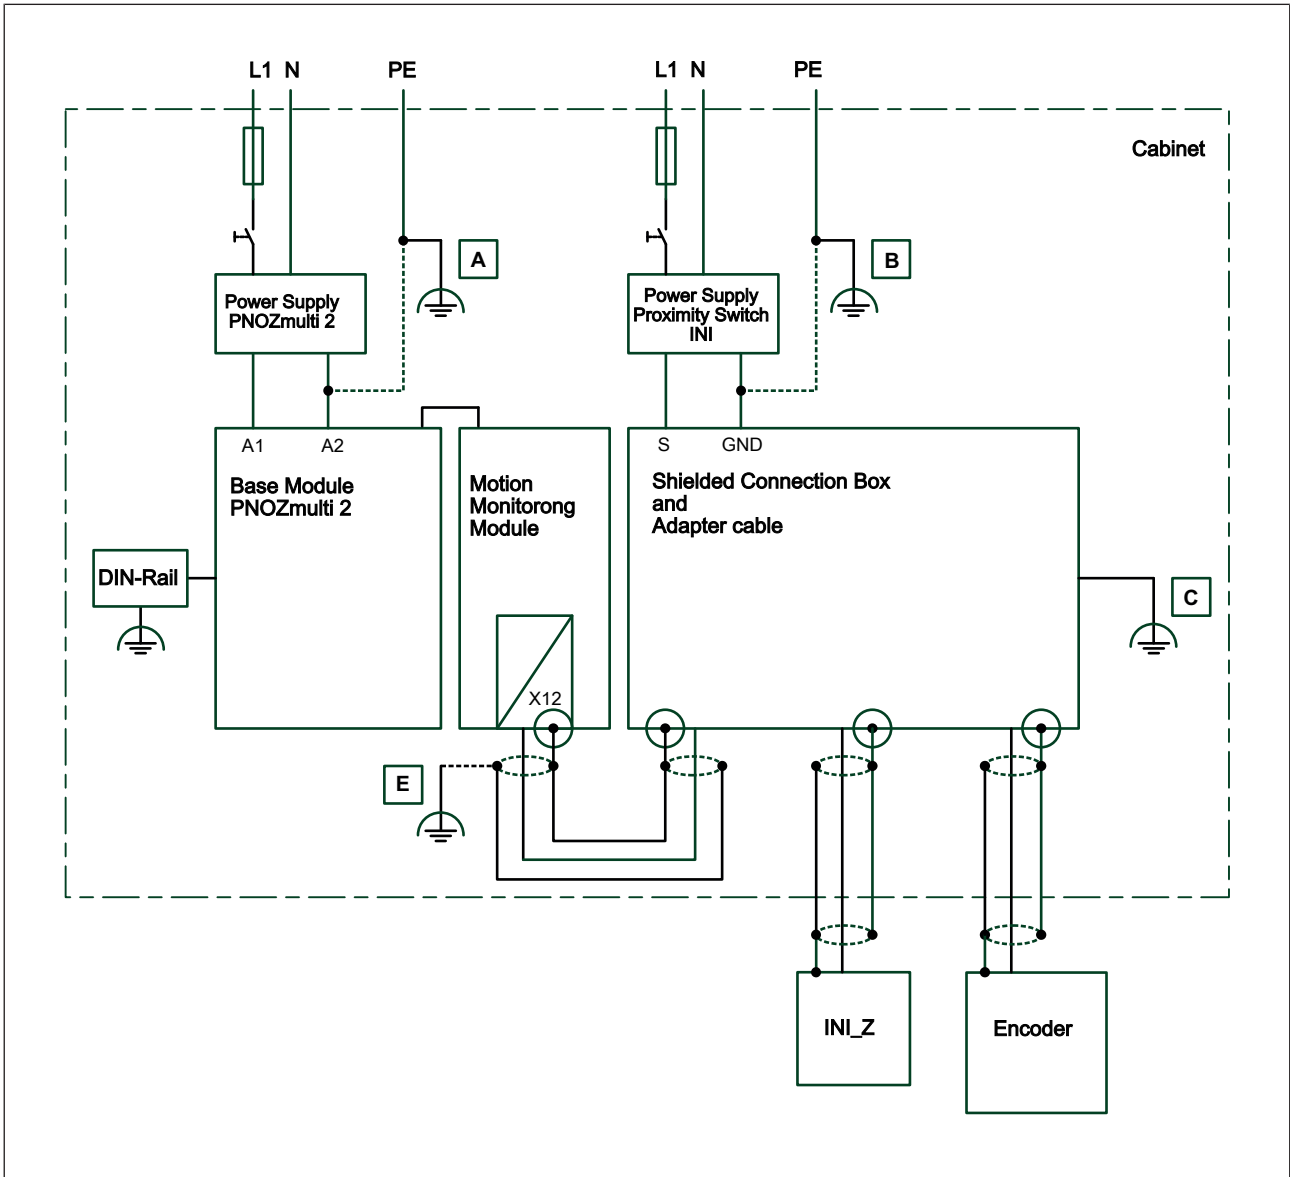 L1 N PE L1 N PE
Cabinet
A
B
Power Supply
PNOZmulti 2
Power Supply
Proximity Switch
INI
A1 A2
S GND
Base Module
PNOZmulti 2
Motion
Monitorong
Module
Shielded Connection Box
and
Adapter cable
DIN-Rail
C
X12
E
INI_Z
Encoder